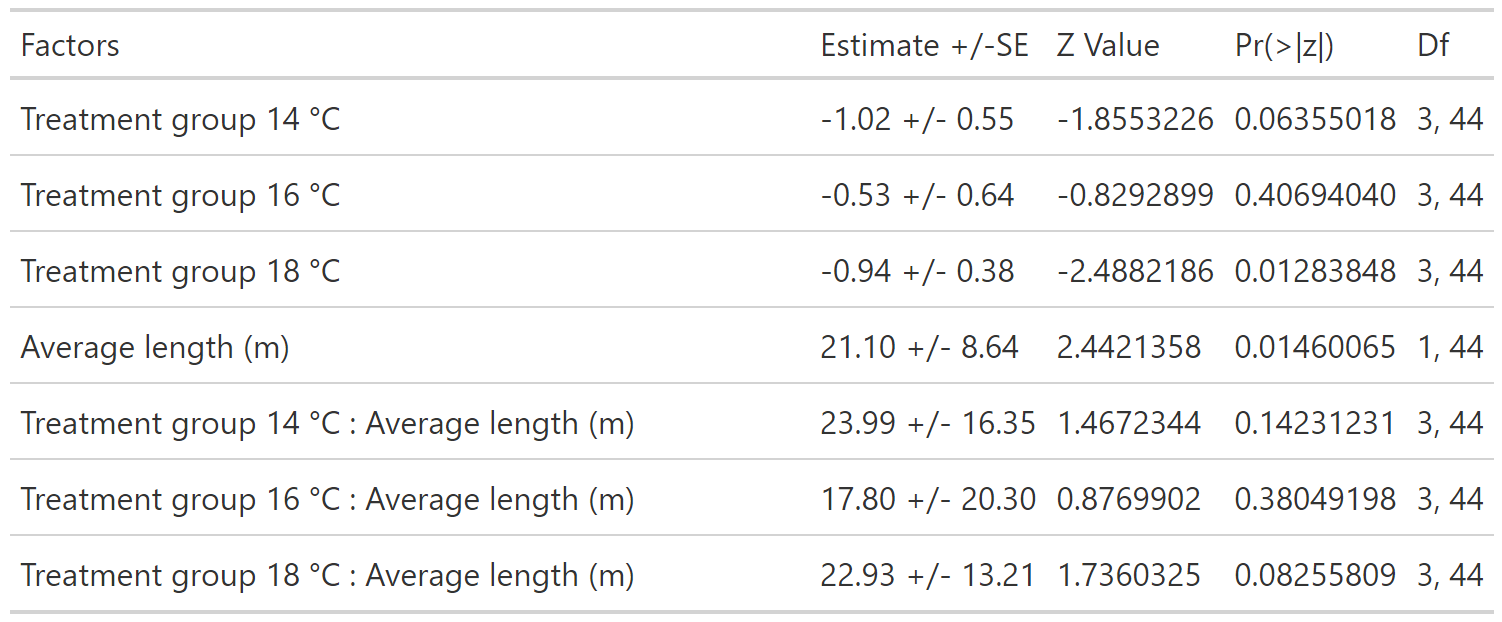 Factors Estimate +/-SE Z Value Pr(>|z|) Df
Treatment group 14 °C -1.02 +/- 0.55 -1.8553226 0.06355018 3, 44
Treatment group 16 °C -0.53 +/- 0.64 -0.8292899 0.40694040 3, 44
Treatment group 18 °C -0.94 +/- 0.38 -2.4882186 0.01283848 3, 44
Average length (m) 21.10 +/- 8.64 2.4421358 0.01460065 1, 44
Treatment group 14 °C : Average length (m) 23.99 +/- 16.35 1.4672344 0.14231231 3, 44
Treatment group 16 °C : Average length (m) 17.80 +/- 20.30 0.8769902 0.38049198 3, 44
Treatment group 18 °C : Average length (m) 22.93 +/- 13.21 1.7360325 0.08255809 3, 44